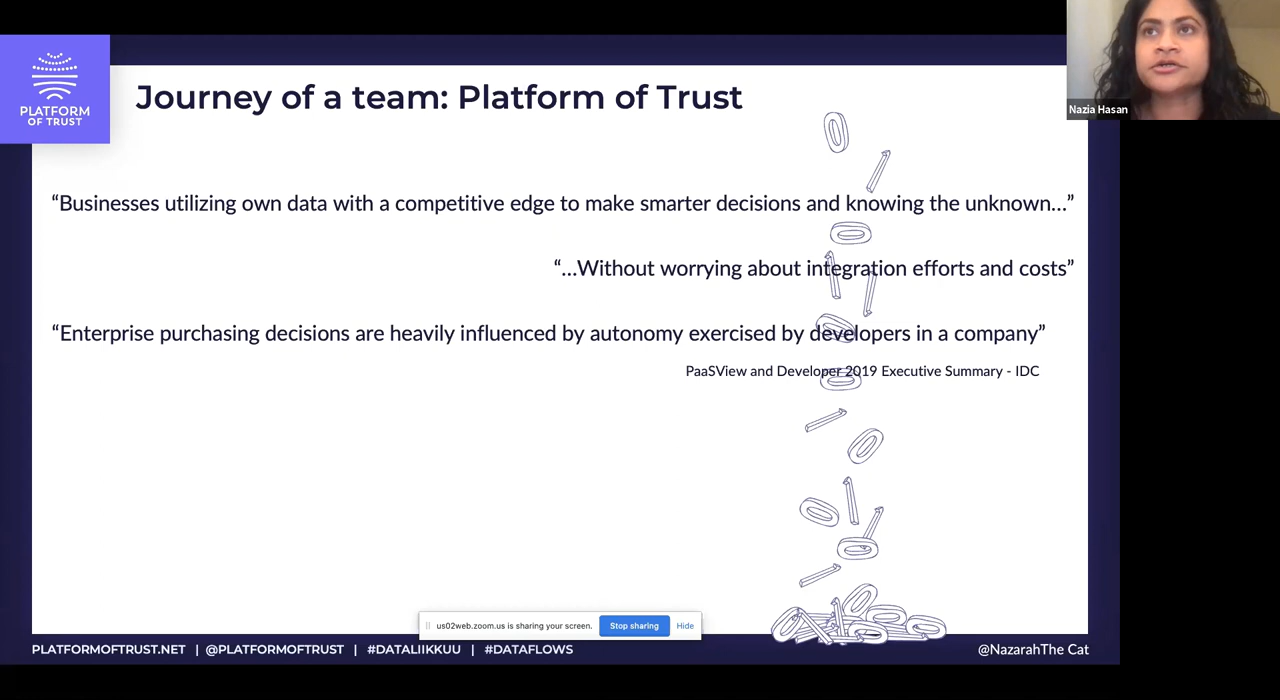 PLATFORM
OF TRUST
Journey of a team: Platform of Trust
Nazia Hasan
“Businesses utilizing own data with a competitive edge to make smarter decisions and knowing the unknown…”
“…Without worrying about integration efforts and costs”
“Enterprise purchasing decisions are heavily influenced by autonomy exercised by developers in a company”
PaaSView and Developer 2019 Executive Summary - IDC
us02web.zoom.us is sharing your screen. Stop sharing Hide
PLATFORMOFTRUST.NET | @PLATFORMOFTRUST | #DATALIIKKUU | #DATAFLOWS @NazarahThe Cat